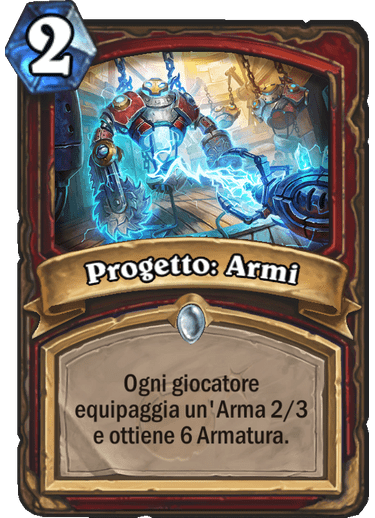 2
Progetto: Armi
Ogni giocatore
equipaggia un'Arma 2/3
e ottiene 6 Armatura.